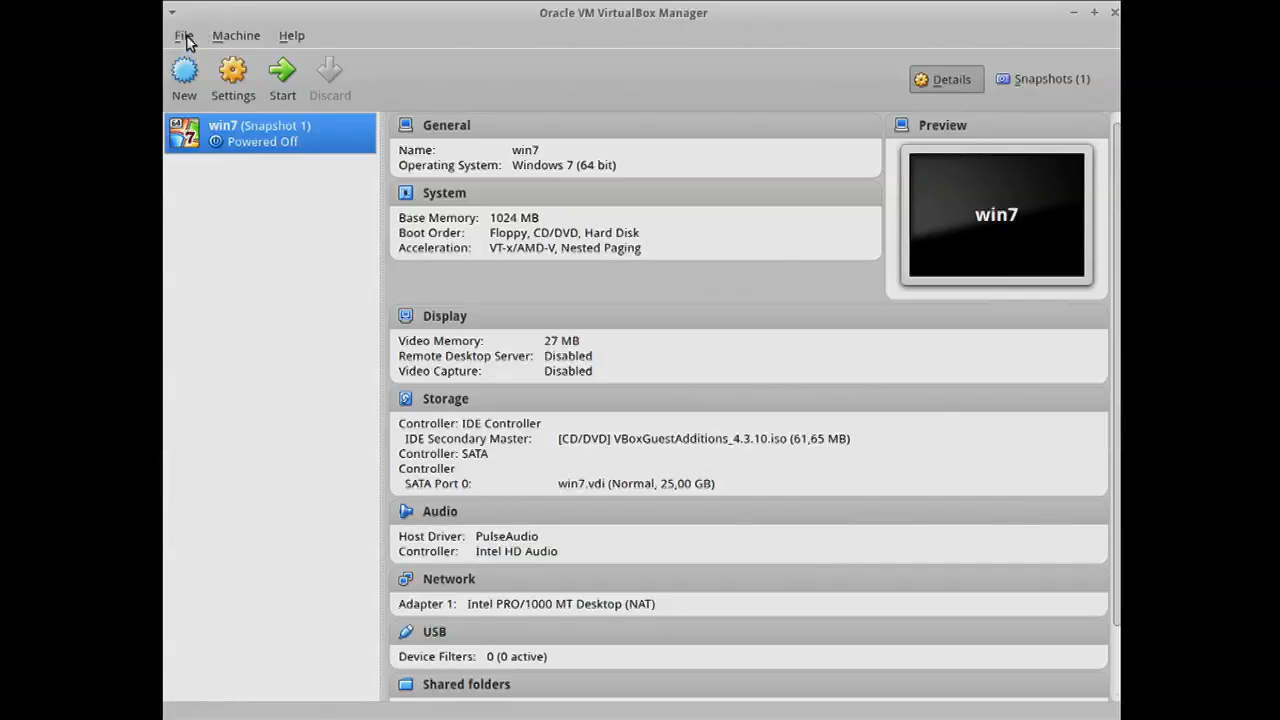 Oracle VM VirtualBox Manager
File Machine Help
New Settings Start Discard
Details Snapshots (1)
64 7
win7 (Snapshot 1)
Powered Off
General
Name: win7
Operating System: Windows 7 (64 bit)
System
Base Memory: 1024 MB
Boot Order: Floppy, CD/DVD, Hard Disk
Acceleration: VT-x/AMD-V, Nested Paging
Preview
win7
Display
Video Memory: 27 MB
Remote Desktop Server: Disabled
Video Capture: Disabled
Storage
Controller: IDE Controller
IDE Secondary Master: [CD/DVD] VBoxGuestAdditions_4.3.10.iso (61,65 MB)
Controller: SATA
Controller
SATA Port 0: win7.vdi (Normal, 25,00 GB)
Audio
Host Driver: PulseAudio
Controller: Intel HD Audio
Network
Adapter 1: Intel PRO/1000 MT Desktop (NAT)
USB
Device Filters: 0 (0 active)
Shared folders